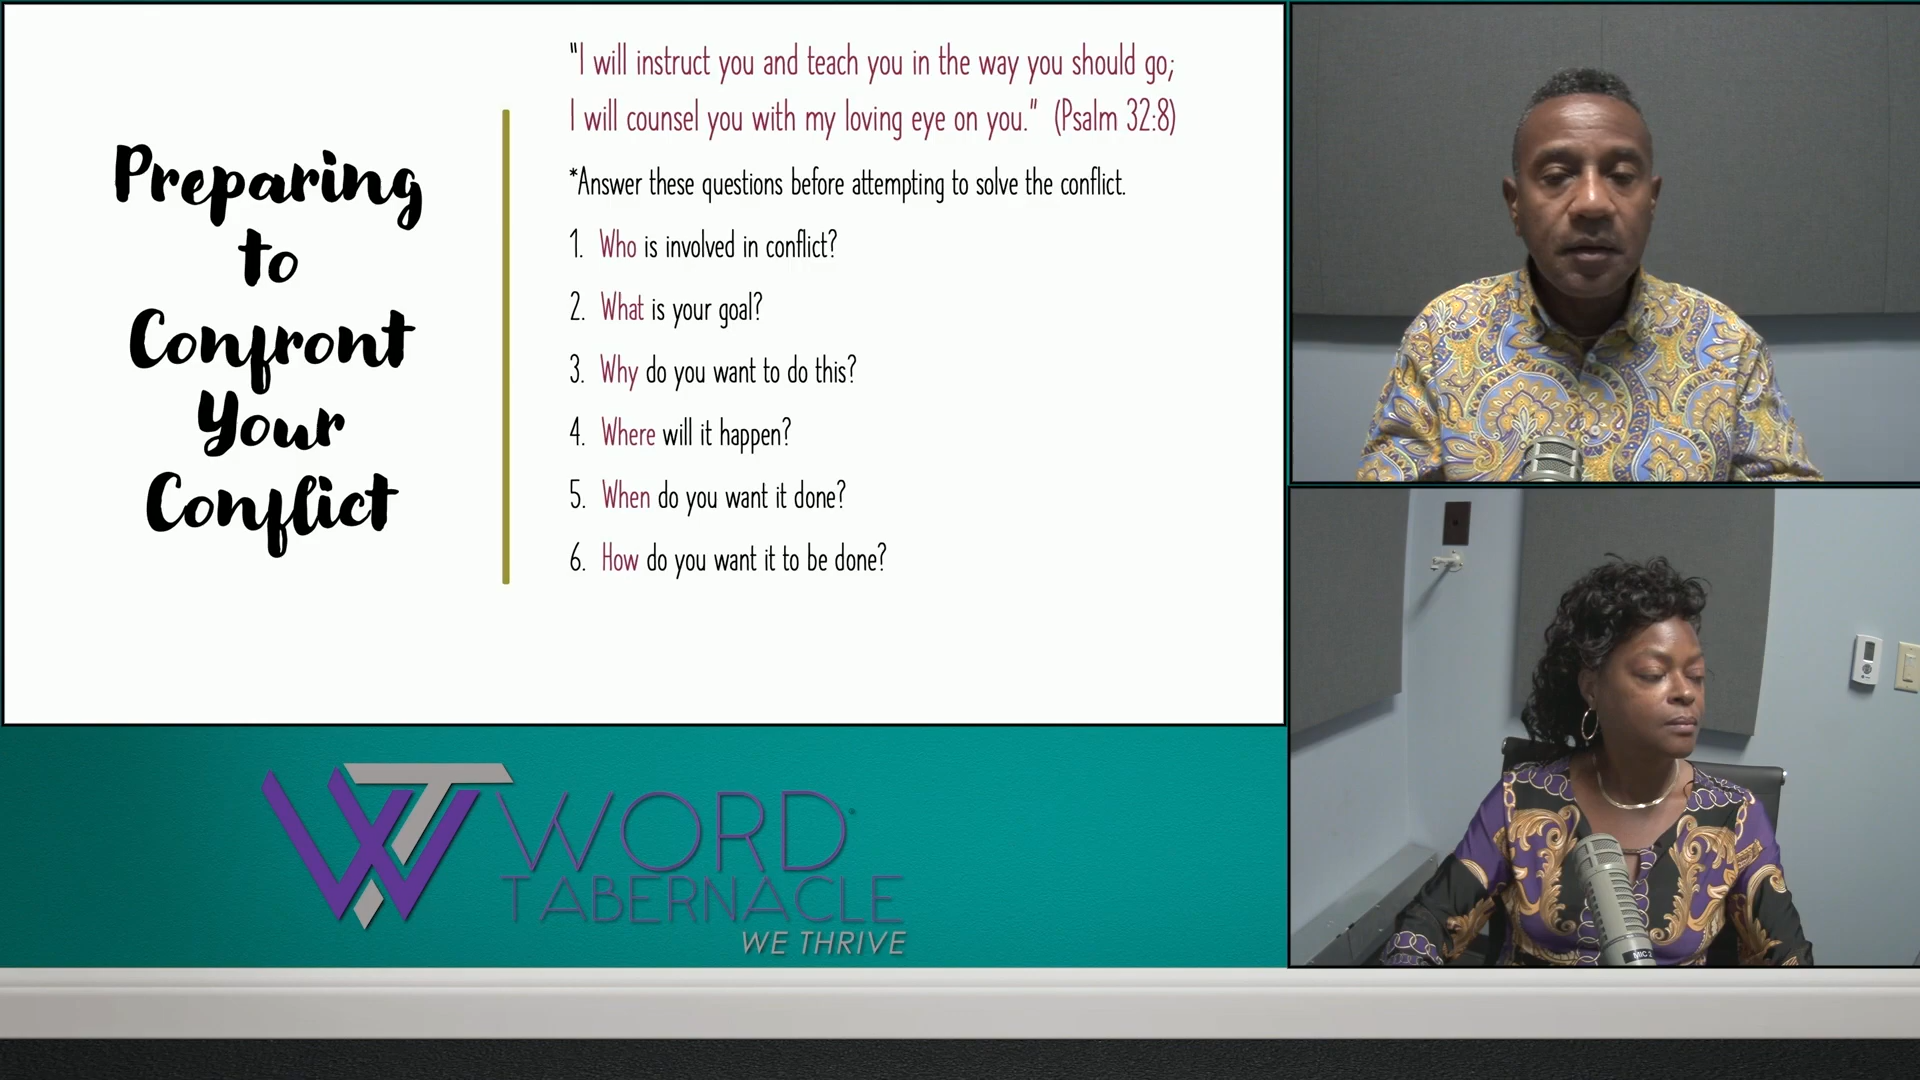 Preparing
to
Confront
Your
Conflict
"I will instruct you and teach you in the way you should go;
I will counsel you with my loving eye on you." (Psalm 32:8)
*Answer these questions before attempting to solve the conflict.
1. Who is involved in conflict?
2. What is your goal?
3. Why do you want to do this?
4. Where will it happen?
5. When do you want it done?
6. How do you want it to be done?
WT WORD
TABERNACLE
WE THRIVE